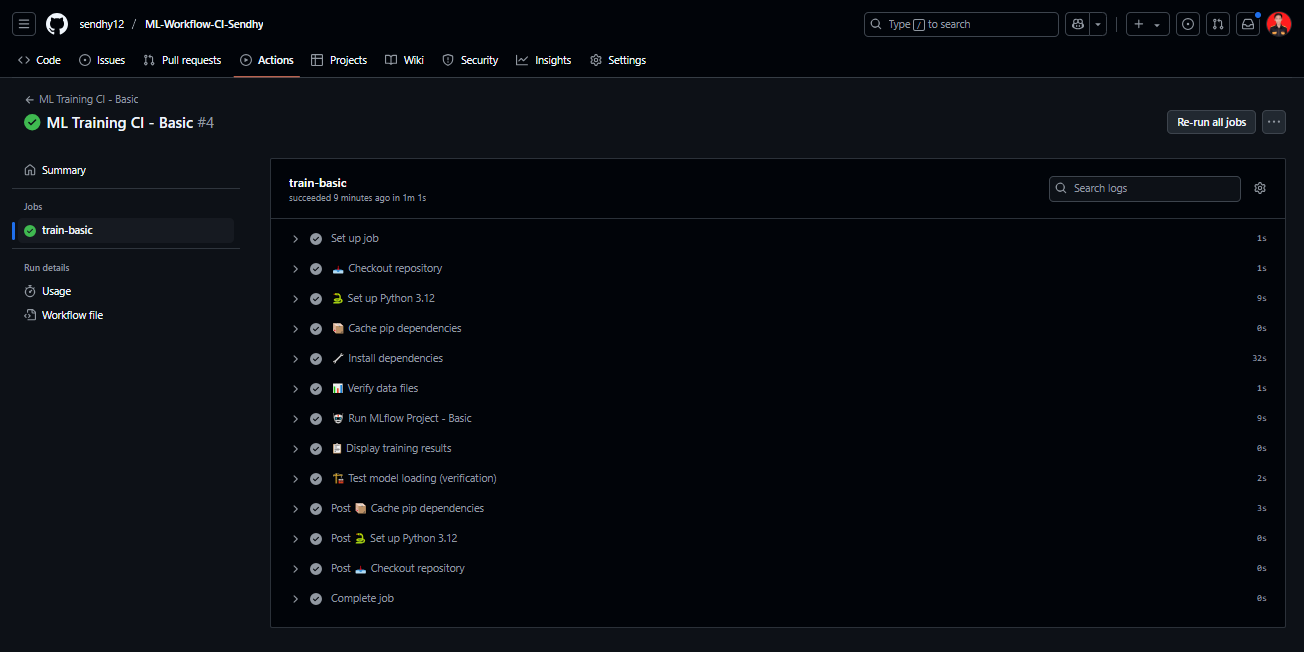 sendhy12 / ML-Workflow-CI-Sendhy
Type / to search
Code
Issues
Pull requests
Actions
Projects
Wiki
Security
Insights
Settings
← ML Training CI - Basic
ML Training CI - Basic #4
Re-run all jobs
Summary
Jobs
train-basic
Run details
Usage
Workflow file
train-basic
succeeded 9 minutes ago in 1m 1s
Search logs
Set up job 1s
📥 Checkout repository 1s
🐍 Set up Python 3.12 9s
📦 Cache pip dependencies 0s
🔧 Install dependencies 32s
📊 Verify data files 1s
🤖 Run MLflow Project - Basic 9s
📋 Display training results 0s
🏗️ Test model loading (verification) 2s
Post 📦 Cache pip dependencies 3s
Post 🐍 Set up Python 3.12 0s
Post 📥 Checkout repository 0s
Complete job 0s